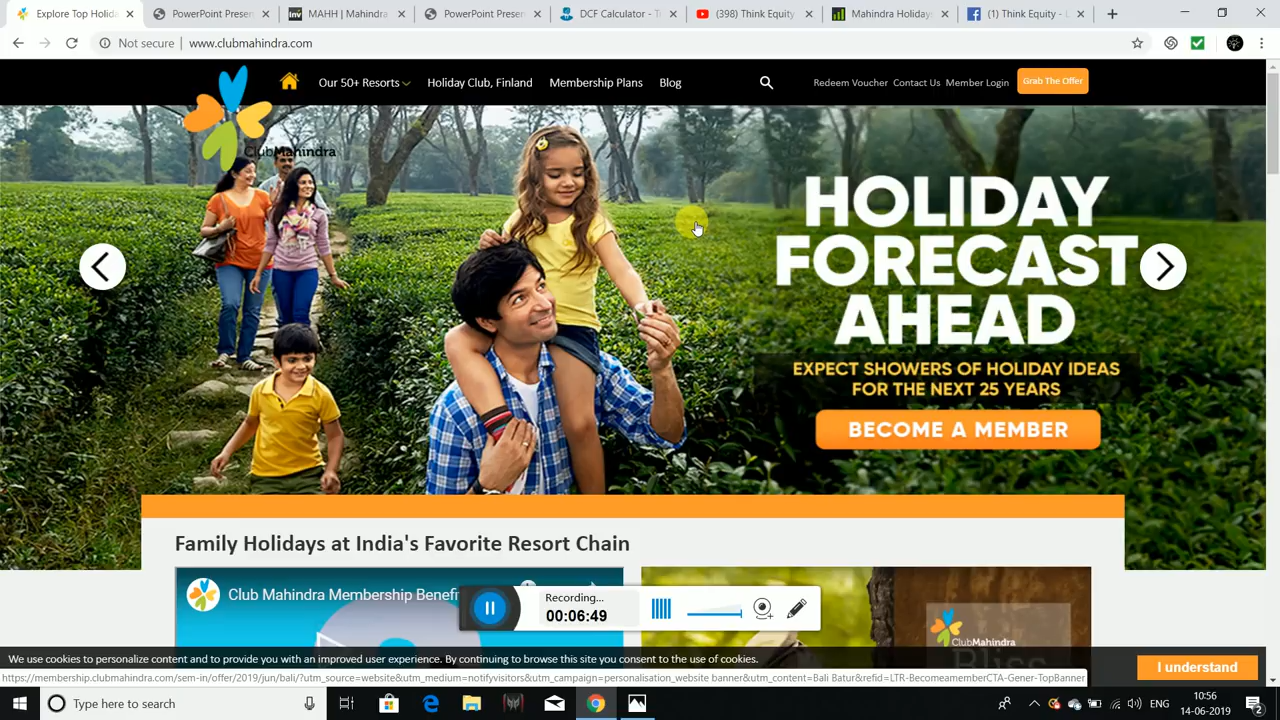 Explore Top Holida
PowerPoint Presen
MAHH | Mahindra
PowerPoint Presen
DCF Calculator - T
(398) Think Equity
Mahindra Holidays
(1) Think Equity - L
Not secure | www.clubmahindra.com
Our 50+ Resorts
Holiday Club, Finland
Membership Plans
Blog
Redeem Voucher
Contact Us
Member Login
Grab The Offer
ClubMahindra
HOLIDAY
FORECAST
AHEAD
EXPECT SHOWERS OF HOLIDAY IDEAS
FOR THE NEXT 25 YEARS
BECOME A MEMBER
Family Holidays at India's Favorite Resort Chain
Club Mahindra Membership Benef
Recording...
00:06:49
ClubMahindra
Bliss
We use cookies to personalize content and to provide you with an improved user experience. By continuing to browse this site you consent to the use of cookies.
I understand
https://membership.clubmahindra.com/sem-in/offer/2019/jun/bali/?utm_source=website&utm_medium=notifyvisitors&utm_campaign=personalisation_website banner&utm_content=Bali Batur&refid=LTR-BecomeamemberCTA-Gener-TopBanner
Type here to search
ENG
10:56
14-06-2019
2